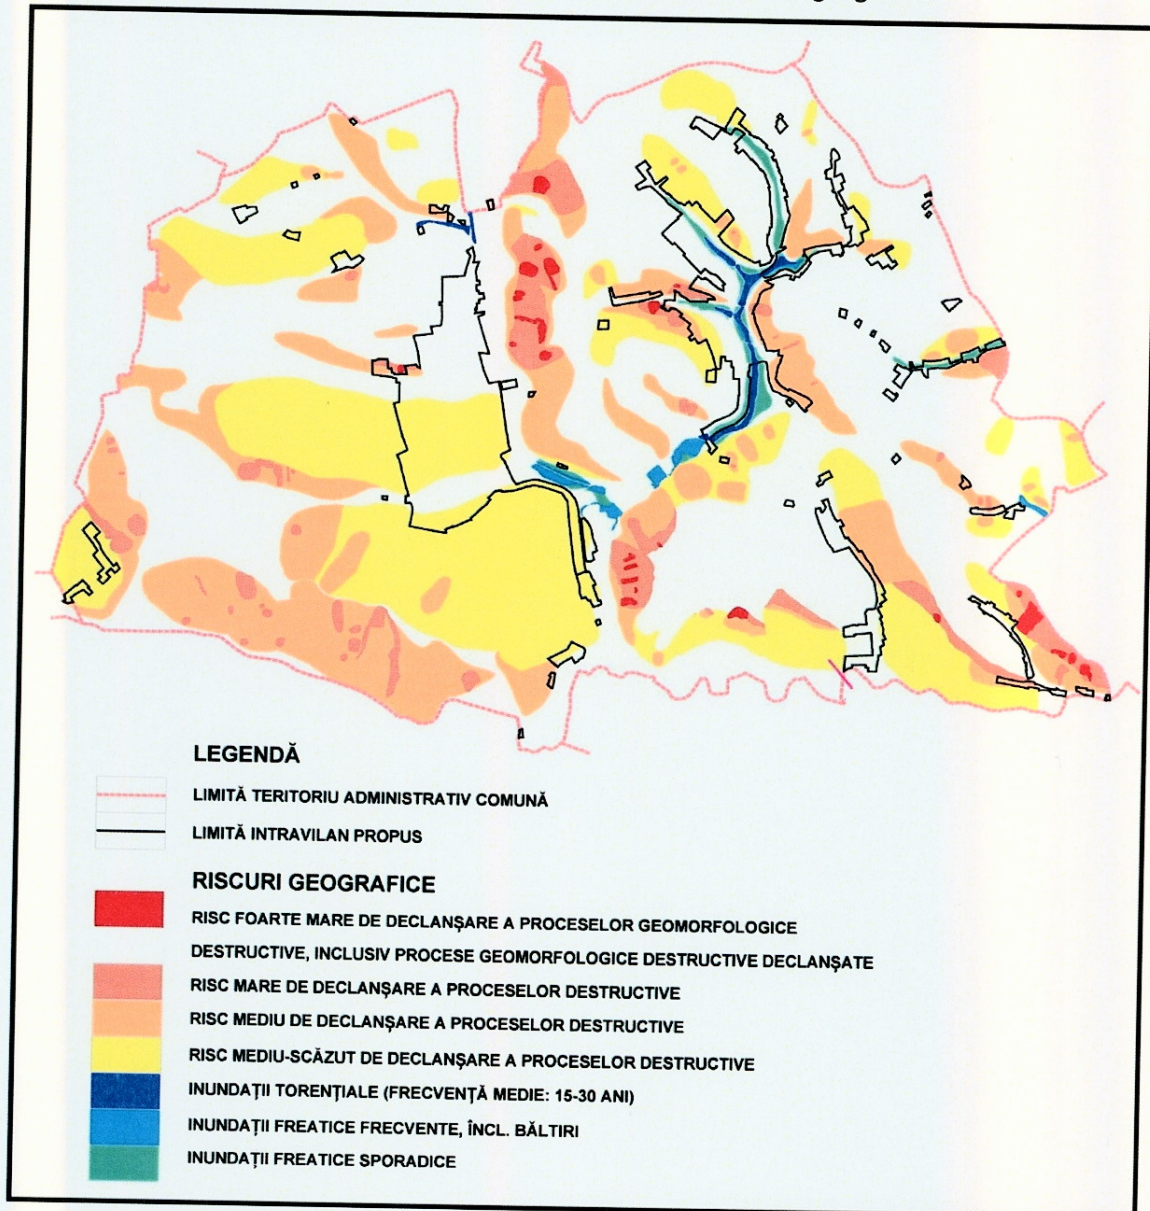 LEGENDĂ
LIMITĂ TERITORIU ADMINISTRATIV COMUNĂ
LIMITĂ INTRAVILAN PROPUS
RISCURI GEOGRAFICE
RISC FOARTE MARE DE DECLANȘARE A PROCESELOR GEOMORFOLOGICE
DESTRUCTIVE, INCLUSIV PROCESE GEOMORFOLOGICE DESTRUCTIVE DECLANȘATE
RISC MARE DE DECLANȘARE A PROCESELOR DESTRUCTIVE
RISC MEDIU DE DECLANȘARE A PROCESELOR DESTRUCTIVE
RISC MEDIU-SCĂZUT DE DECLANȘARE A PROCESELOR DESTRUCTIVE
INUNDAȚII TORENȚIALE (FRECVENȚĂ MEDIE: 15-30 ANI)
INUNDAȚII FREATICE FRECVENTE, ÎNCL. BĂLTIRI
INUNDAȚII FREATICE SPORADICE